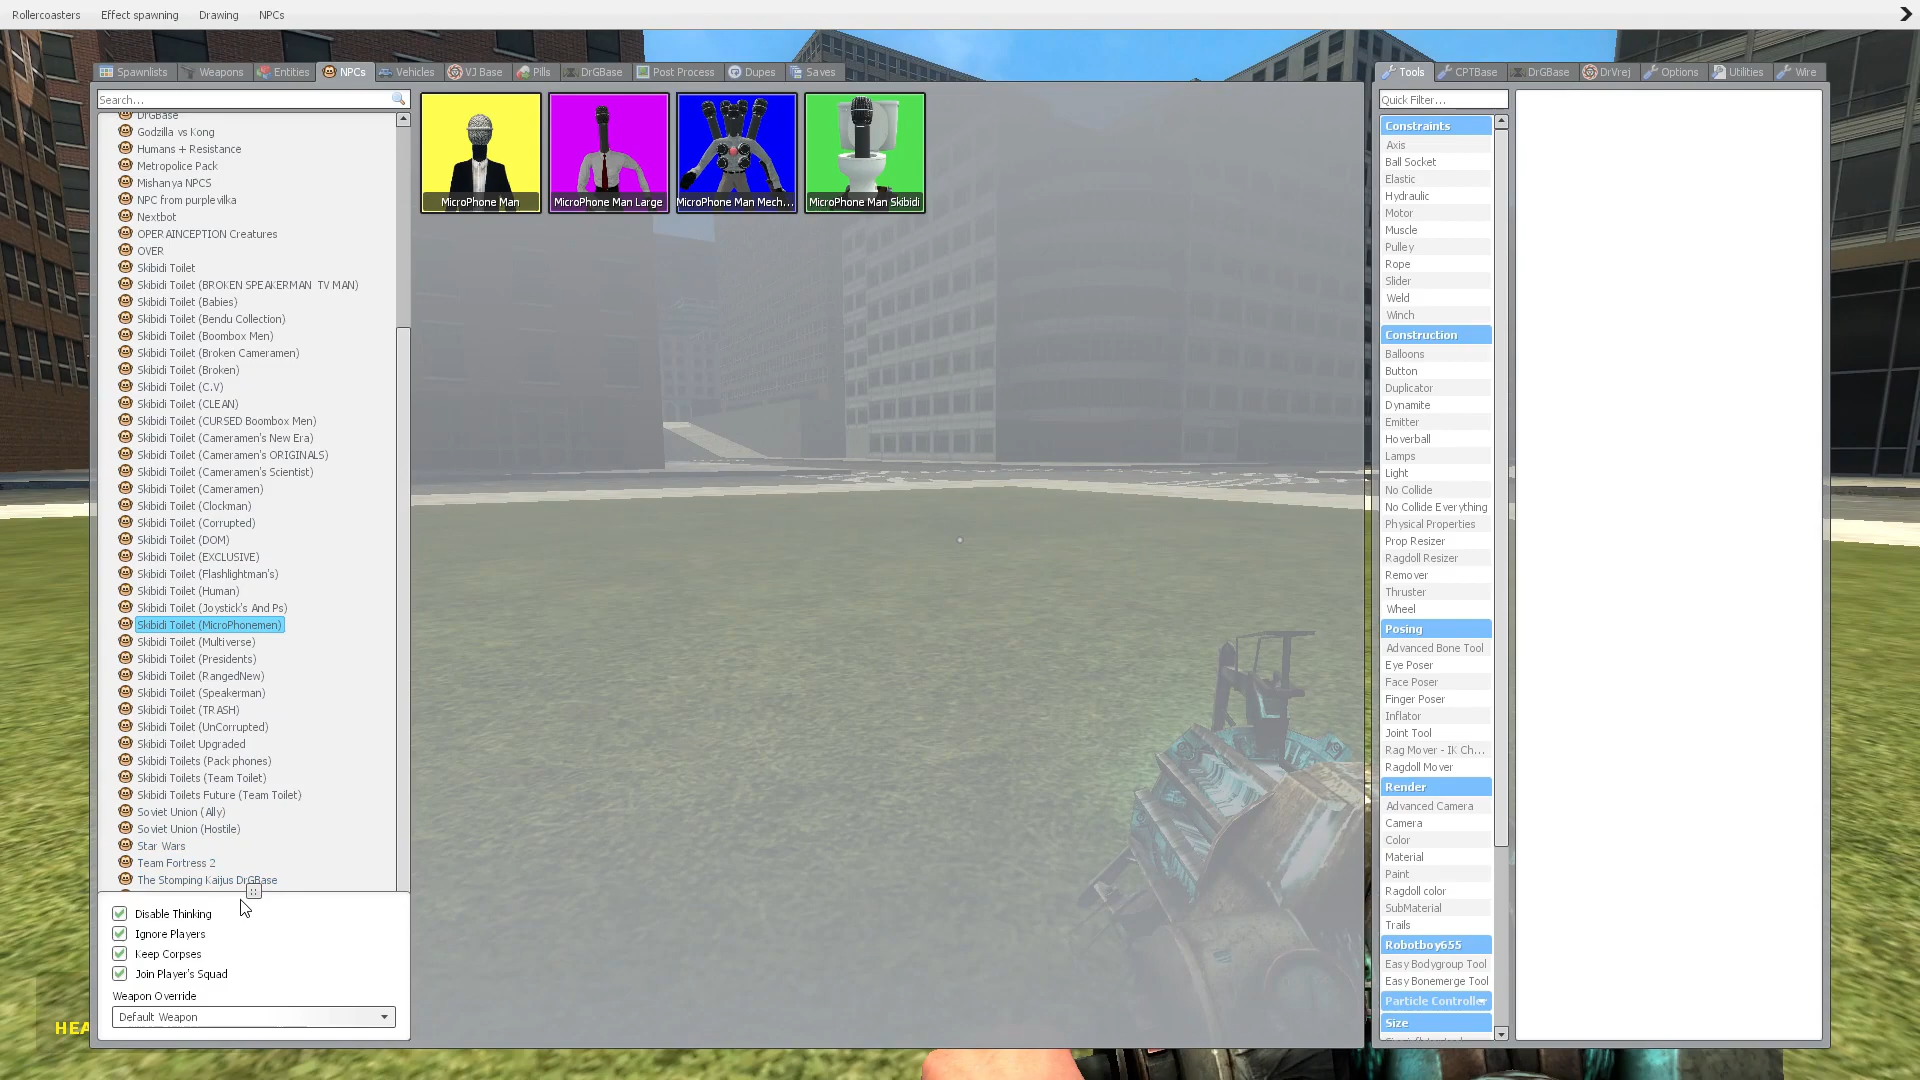 Rollercoasters Effect spawning Drawing NPCs
Spawnlists Weapons Entities NPCs Vehicles VJ Base Pills DrGBase Post Process Dupes Saves
Search...
DrGBase
Godzilla vs Kong
Humans + Resistance
Metropolice Pack
Mishanya NPCS
NPC from purplevilka
Nextbot
OPERAINCEPTION Creatures
OVER
Skibidi Toilet
Skibidi Toilet (BROKEN SPEAKERMAN TV MAN)
Skibidi Toilet (Babies)
Skibidi Toilet (Bendu Collection)
Skibidi Toilet (Boombox Men)
Skibidi Toilet (Broken Cameramen)
Skibidi Toilet (Broken)
Skibidi Toilet (C.V)
Skibidi Toilet (CLEAN)
Skibidi Toilet (CURSED Boombox Men)
Skibidi Toilet (Cameramen's New Era)
Skibidi Toilet (Cameramen's ORIGINALS)
Skibidi Toilet (Cameramen's Scientist)
Skibidi Toilet (Cameramen)
Skibidi Toilet (Clockman)
Skibidi Toilet (Corrupted)
Skibidi Toilet (DOM)
Skibidi Toilet (EXCLUSIVE)
Skibidi Toilet (Flashlightman's)
Skibidi Toilet (Human)
Skibidi Toilet (Joystick's And Ps)
Skibidi Toilet (MicroPhonemen)
Skibidi Toilet (Multiverse)
Skibidi Toilet (Presidents)
Skibidi Toilet (RangedNew)
Skibidi Toilet (Speakerman)
Skibidi Toilet (TRASH)
Skibidi Toilet (UnCorrupted)
Skibidi Toilet Upgraded
Skibidi Toilets (Pack phones)
Skibidi Toilets (Team Toilet)
Skibidi Toilets Future (Team Toilet)
Soviet Union (Ally)
Soviet Union (Hostile)
Star Wars
Team Fortress 2
The Stomping Kaijus DrGBase
Disable Thinking
Ignore Players
Keep Corpses
Join Player's Squad
Weapon Override
Default Weapon
HEA
MicroPhone Man
MicroPhone Man Large
MicroPhone Man Mech...
MicroPhone Man Skibidi
Tools CPTBase DrGBase DrVrej Options Utilities Wire
Quick Filter...
Constraints
Axis
Ball Socket
Elastic
Hydraulic
Motor
Muscle
Pulley
Rope
Slider
Weld
Winch
Construction
Balloons
Button
Duplicator
Dynamite
Emitter
Hoverball
Lamps
Light
No Collide
No Collide Everything
Physical Properties
Prop Resizer
Ragdoll Resizer
Remover
Thruster
Wheel
Posing
Advanced Bone Tool
Eye Poser
Face Poser
Finger Poser
Inflator
Joint Tool
Rag Mover - IK Ch...
Ragdoll Mover
Render
Advanced Camera
Camera
Color
Material
Paint
Ragdoll color
SubMaterial
Trails
Robotboy655
Easy Bodygroup Tool
Easy Bonemerge Tool
Particle Controller
Size